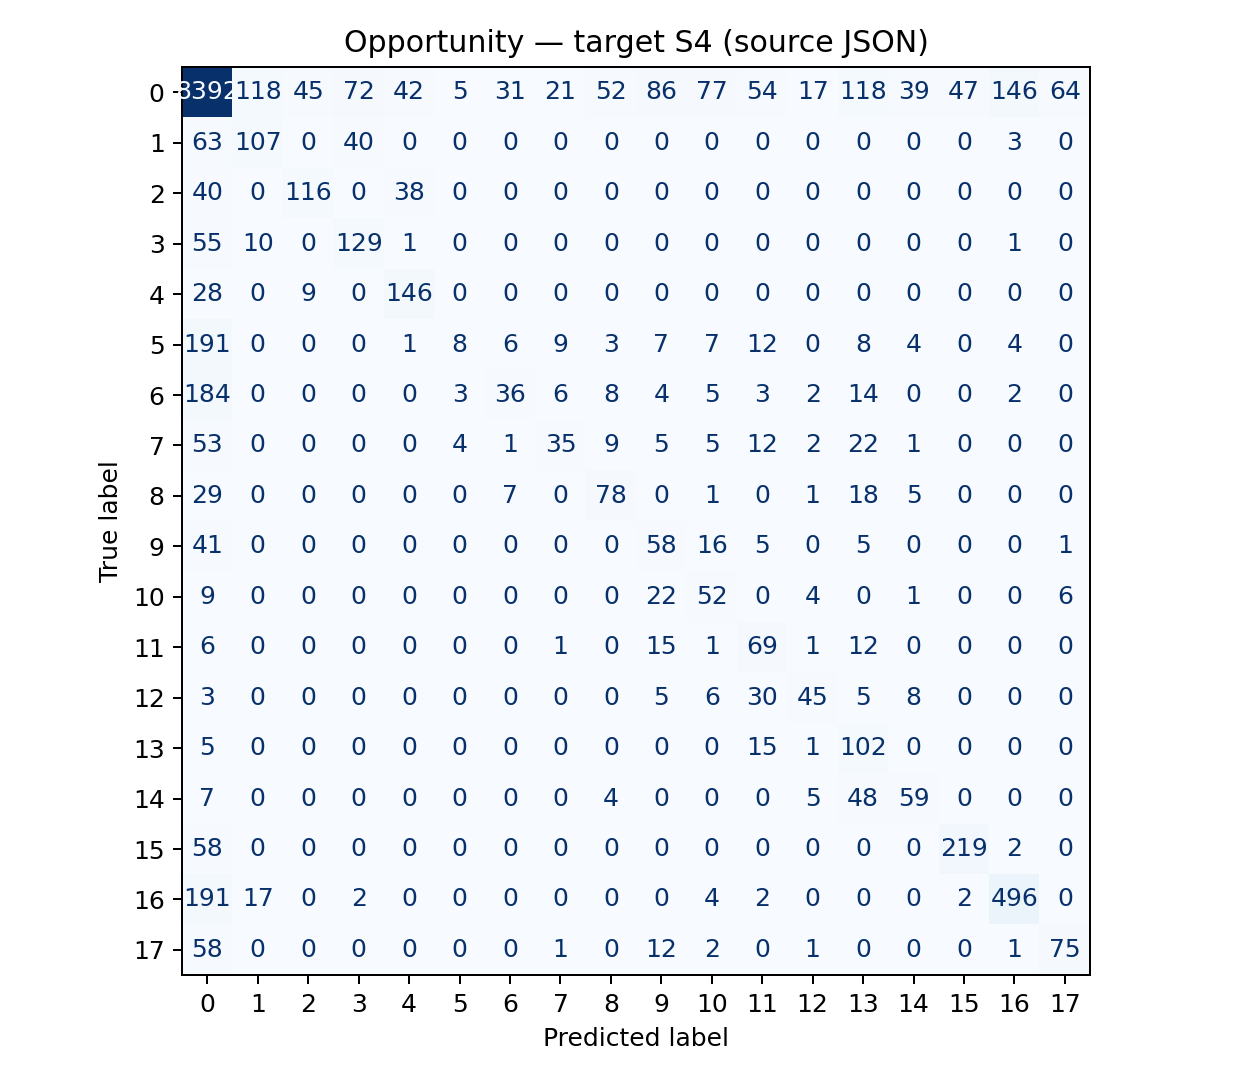 Opportunity — target S4 (source JSON)
0 118 45 72 42 5 31 21 52 86 77 54 17 118 39 47 146 64
1 63 107 0 40 0 0 0 0 0 0 0 0 0 0 0 0 3 0
2 40 0 116 0 38 0 0 0 0 0 0 0 0 0 0 0 0 0
3 55 10 0 129 1 0 0 0 0 0 0 0 0 0 0 0 1 0
4 28 0 9 0 146 0 0 0 0 0 0 0 0 0 0 0 0 0
5 191 0 0 0 1 8 6 9 3 7 7 12 0 8 4 0 4 0
6 184 0 0 0 0 3 36 6 8 4 5 3 2 14 0 0 2 0
7 53 0 0 0 0 4 1 35 9 5 5 12 2 22 1 0 0 0
8 29 0 0 0 0 0 7 0 78 0 1 0 1 18 5 0 0 0
9 41 0 0 0 0 0 0 0 0 58 16 5 0 5 0 0 0 1
10 9 0 0 0 0 0 0 0 0 22 52 0 4 0 1 0 0 6
11 6 0 0 0 0 0 0 1 0 15 1 69 1 12 0 0 0 0
12 3 0 0 0 0 0 0 0 0 5 6 30 45 5 8 0 0 0
13 5 0 0 0 0 0 0 0 0 0 0 15 1 102 0 0 0 0
14 7 0 0 0 0 0 0 0 4 0 0 0 5 48 59 0 0 0
15 58 0 0 0 0 0 0 0 0 0 0 0 0 0 0 219 2 0
16 191 17 0 2 0 0 0 0 0 0 4 2 0 0 0 2 496 0
17 58 0 0 0 0 0 0 1 0 12 2 0 1 0 0 0 1 75
True label
0 1 2 3 4 5 6 7 8 9 10 11 12 13 14 15 16 17
Predicted label